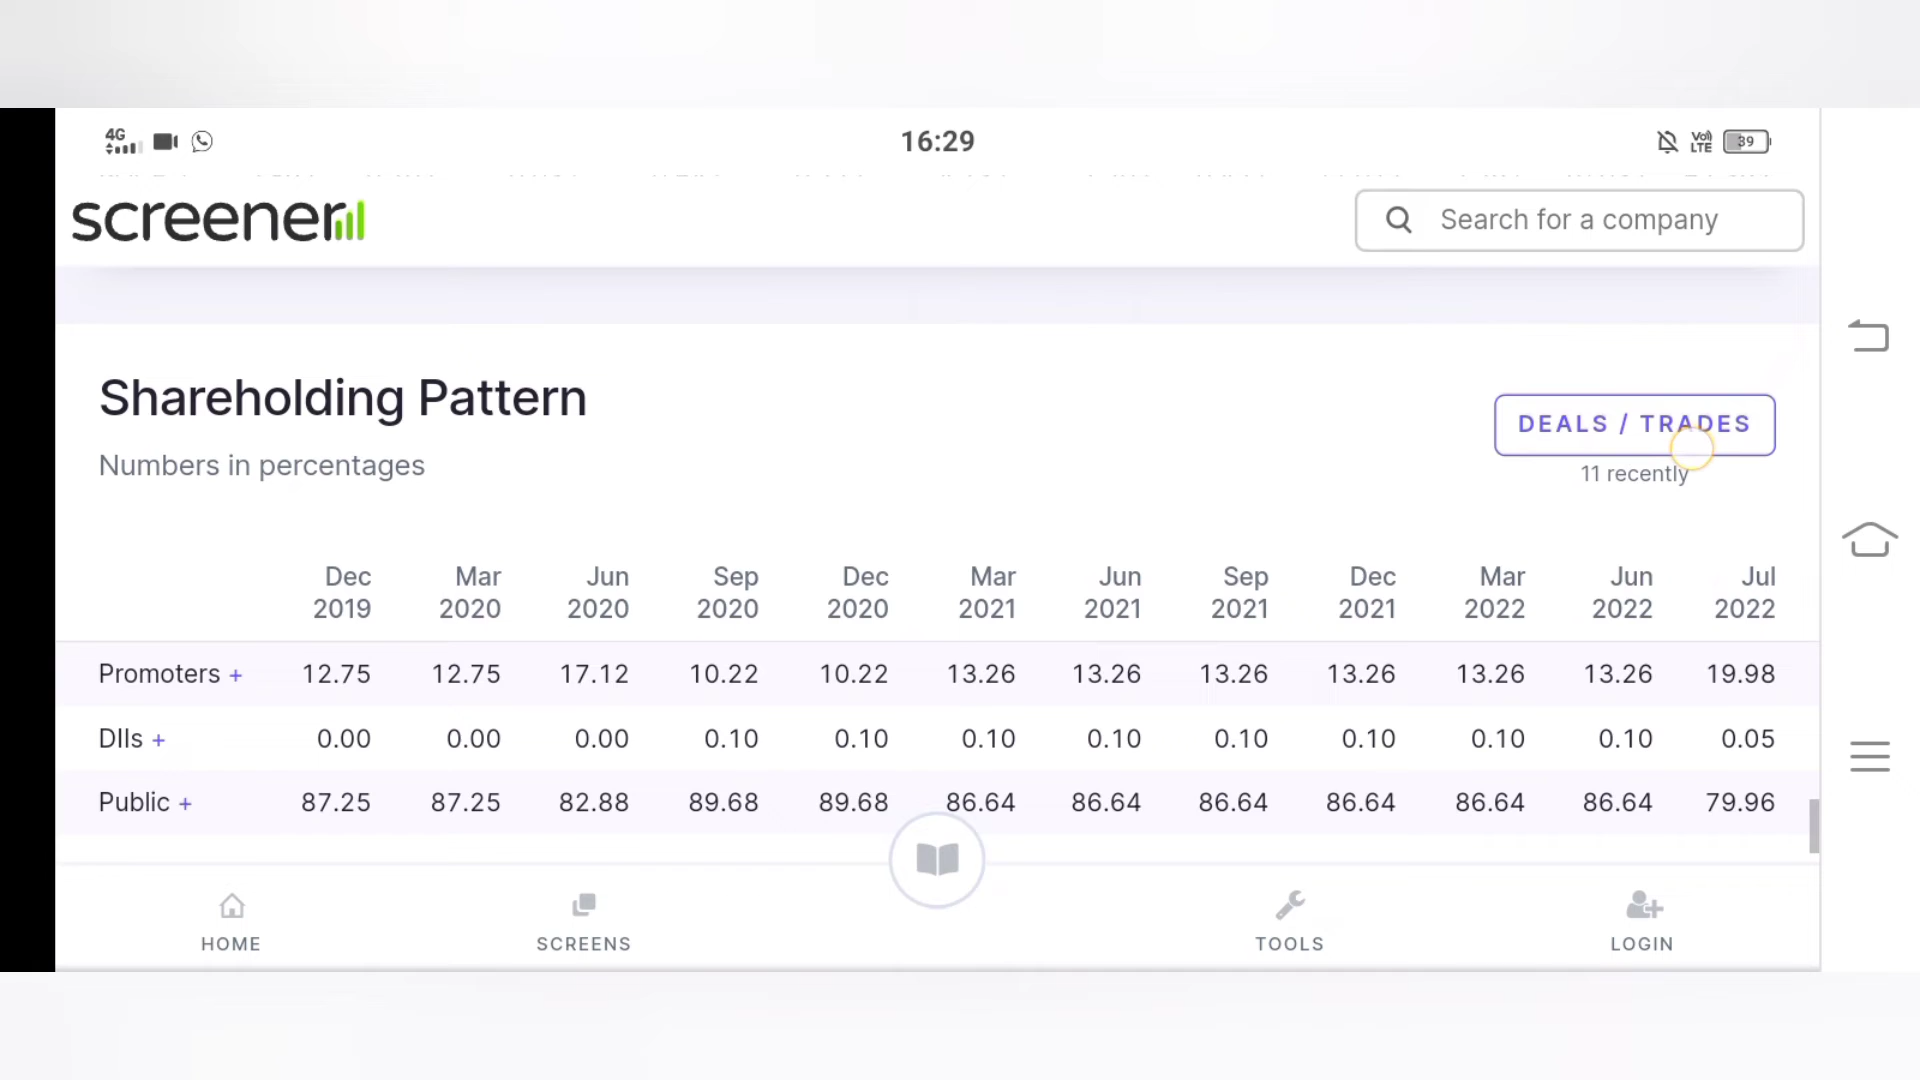 4G 16:29 Vo) LTE 39
screener Search for a company
Shareholding Pattern DEALS / TRADES
Numbers in percentages 11 recently
Dec Mar Jun Sep Dec Mar Jun Sep Dec Mar Jun Jul
2019 2020 2020 2020 2020 2021 2021 2021 2021 2022 2022 2022
Promoters + 12.75 12.75 17.12 10.22 10.22 13.26 13.26 13.26 13.26 13.26 13.26 19.98
DIIs + 0.00 0.00 0.00 0.10 0.10 0.10 0.10 0.10 0.10 0.10 0.10 0.05
Public + 87.25 87.25 82.88 89.68 89.68 86.64 86.64 86.64 86.64 86.64 86.64 79.96
HOME SCREENS TOOLS LOGIN